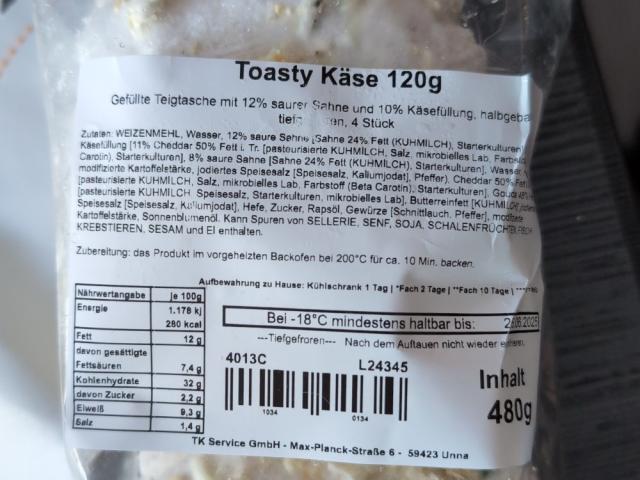 Toasty Käse 120g
Gefüllte Teigtasche mit 12% saurer Sahne und 10% Käsefüllung,
4 Stück
Zutaten: WEIZENMEHL, Wasser, 12% saure Sahne [Sahne 24% Fett (KUHMILCH), Starterkulturen]
Käsefüllung [11% Cheddar 50% Fett i. Tr. [pasteurisierte KUHMILCH, Salz, mikrobielles Lab,
Carotin), Starterkulturen], 8% saure Sahne [Sahne 24% Fett (KUHMILCH), Starterkulturen], Wasser,
modifizierte Kartoffelstärke, jodiertes Speisesalz [Speisesalz, Kaliumjodat], Pfeffer), Cheddar 50%
[pasteurisierte KUHMILCH, Salz, mikrobielles Lab, Farbstoff (Beta Carotin), Starterkulturen],
[pasteurisierte KUHMILCH Speisesalz, Starterkulturen, mikrobielles Lab], Butterreinfett
Speisesalz [Speisesalz, Kaliumjodat], Hefe, Zucker, Rapsöl, Gewürze [Schnittlauch, Pfeffer],
Kartoffelstärke, Sonnenblumenöl. Kann Spuren von SELLERIE, SENF, SOJA,
KREBSTIEREN, SESAM und EI enthalten.
Zubereitung: das Produkt im vorgeheizten Backofen bei 200°C für ca. 10 Min. backen.
Aufbewahrung zu Hause: Kühlschrank 1 Tag | *Fach 2 Tage | **Fach 10 Tage |
Nährwertangabe je 100g
Energie 1.178 kj
280 kcal
Fett 12 g
davon gesättigte
Fettsäuren 7,4 g
Kohlenhydrate 32 g
davon Zucker 2,2 g
Eiweiß 9,3 g
Salz 1,4 g
Bei -18°C mindestens haltbar bis:
---Tiefgefroren--- Nach dem Auftauen nicht wieder
4013C L24345
1034 0134
Inhalt
480g
TK Service GmbH - Max-Planck-Straße 6 - 59423 Unna